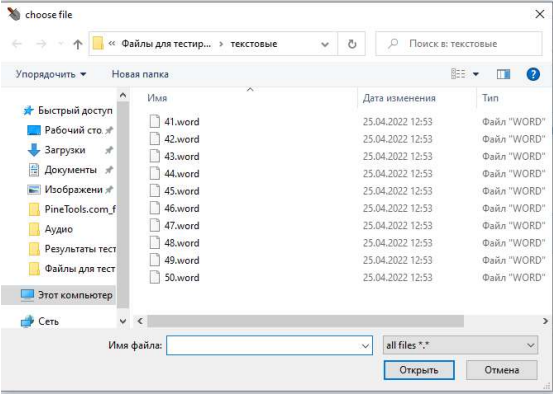 choose file
« Файлы для тестир... › текстовые
Поиск в: текстовые
Упорядочить
Новая папка
Имя
Дата изменения
Тип
Быстрый доступ
Рабочий сто.
Загрузки
Документы
Изображени
PineTools.com_f
Аудио
Результаты тест
Файлы для тест
Этот компьютер
Сеть
41.word 25.04.2022 12:53 Файл "WORD"
42.word 25.04.2022 12:53 Файл "WORD"
43.word 25.04.2022 12:53 Файл "WORD"
44.word 25.04.2022 12:53 Файл "WORD"
45.word 25.04.2022 12:53 Файл "WORD"
46.word 25.04.2022 12:53 Файл "WORD"
47.word 25.04.2022 12:53 Файл "WORD"
48.word 25.04.2022 12:53 Файл "WORD"
49.word 25.04.2022 12:53 Файл "WORD"
50.word 25.04.2022 12:53 Файл "WORD"
Имя файла:
all files *.*
Открыть
Отмена